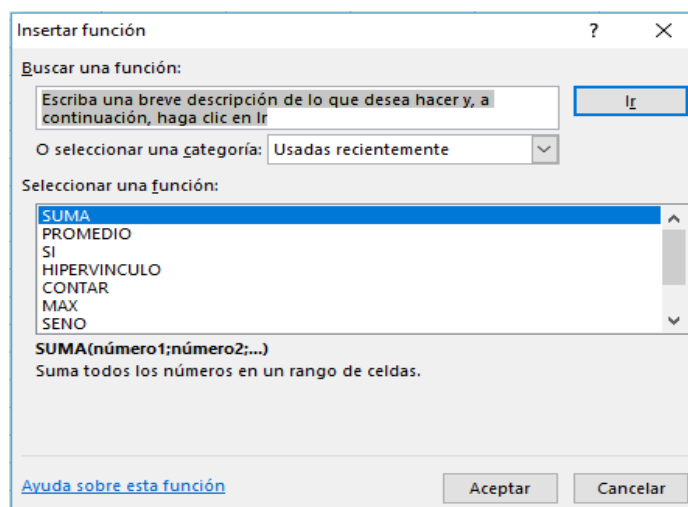 Insertar función
?
Buscar una función:
Escriba una breve descripción de lo que desea hacer y, a
continuación, haga clic en Ir
Ir
O seleccionar una categoría: Usadas recientemente
Seleccionar una función:
SUMA
PROMEDIO
SI
HIPERVINCULO
CONTAR
MAX
SENO
SUMA(número1;número2;...)
Suma todos los números en un rango de celdas.
Ayuda sobre esta función
Aceptar
Cancelar